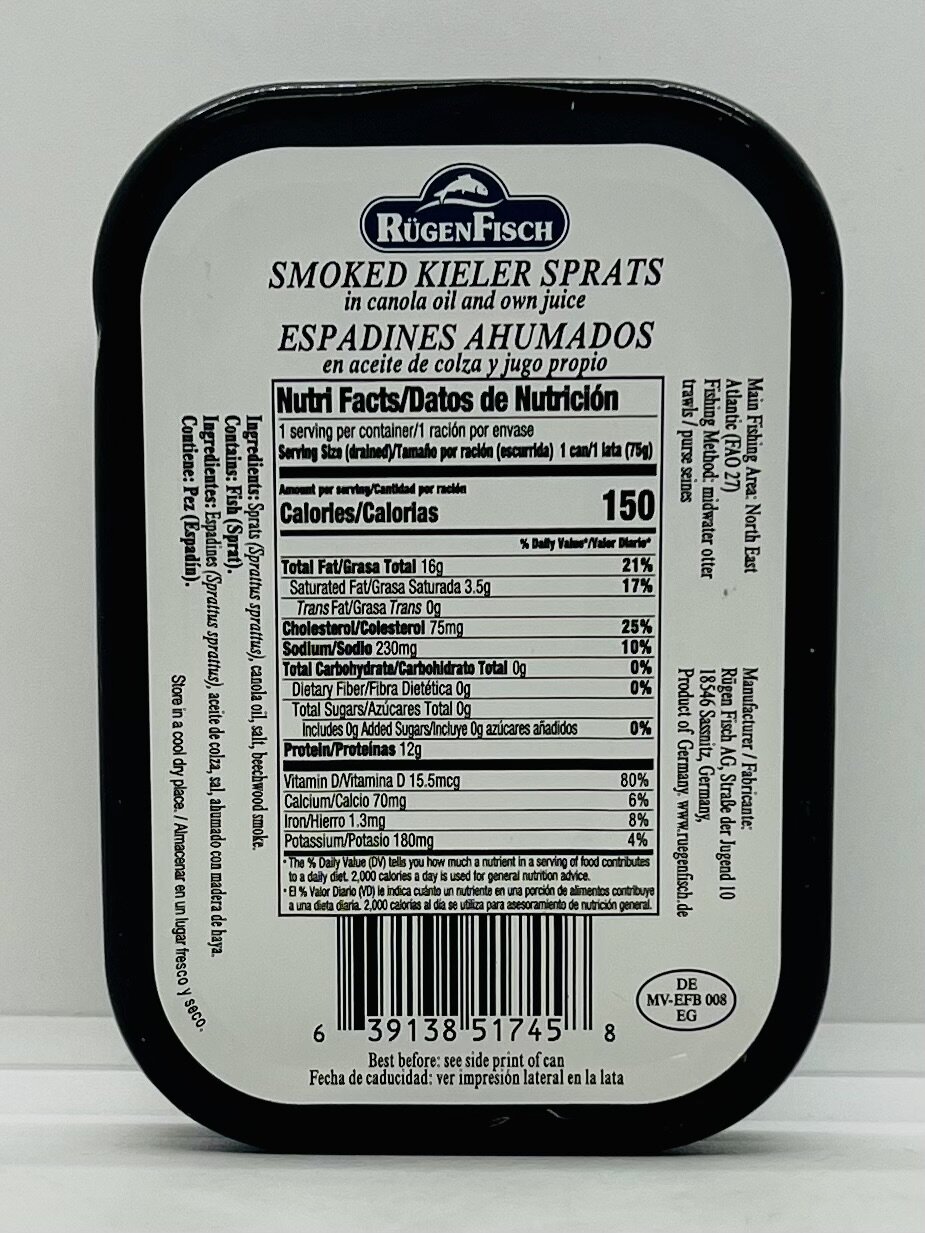 RÜGENFISCH
SMOKED KIELER SPRATS
in canola oil and own juice
ESPADINES AHUMADOS
en aceite de colza y jugo propio
Nutri Facts/Datos de Nutrición
1 serving per container/1 ración por envase
Serving Size (drained)/Tamaño por ración (escurrida) 1 can/1 lata (75g)
Amount per serving/Cantidad por ración
Calories/Calorías 150
% Daily Value*/Valor Diario*
Total Fat/Grasa Total 16g 21%
Saturated Fat/Grasa Saturada 3.5g 17%
Trans Fat/Grasa Trans 0g
Cholesterol/Colesterol 75mg 25%
Sodium/Sodio 230mg 10%
Total Carbohydrate/Carbohidrato Total 0g 0%
Dietary Fiber/Fibra Dietética 0g 0%
Total Sugars/Azúcares Total 0g
Includes 0g Added Sugars/Incluye 0g azúcares añadidos 0%
Protein/Proteínas 12g
Vitamin D/Vitamina D 15.5mcg 80%
Calcium/Calcio 70mg 6%
Iron/Hierro 1.3mg 8%
Potassium/Potasio 180mg 4%
* The % Daily Value (DV) tells you how much a nutrient in a serving of food contributes
to a daily diet. 2,000 calories a day is used for general nutrition advice.
* El % Valor Diario (VD) le indica cuánto un nutriente en una porción de alimentos contribuye
a una dieta diaria. 2,000 calorías al día se utiliza para asesoramiento de nutrición general.
6 39138 51745 8
Best before: see side print of can
Fecha de caducidad: ver impresión lateral en la lata
Ingredients: Sprats (Sprattus sprattus), canola oil, salt, beechwood smoke.
Contains: Fish (Sprat).
Ingredientes: Espadines (Sprattus sprattus), aceite de colza, sal, ahumado con madera de haya.
Contiene: Pez (Espadin).
Store in a cool dry place. / Almacenar en un lugar fresco y seco.
Main Fishing Area: North East
Atlantic (FAO 27)
Fishing Method: midwater otter
trawls / purse seines
Manufacturer / Fabricante:
Rügen Fisch AG, Straße der Jugend 10
18546 Sassnitz, Germany,
Product of Germany. www.ruegenfisch.de
DE
MV-EFB 008
EG